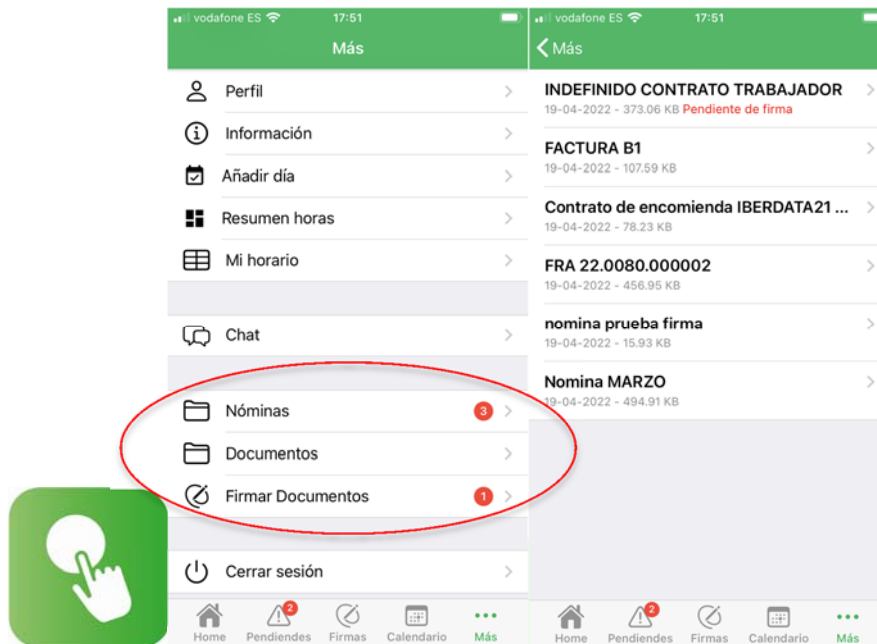 vodafone ES 17:51
Más
Perfil
Información
Añadir día
Resumen horas
Mi horario
Chat
Nóminas 3
Documentos
Firmar Documentos 1
Cerrar sesión
2
Home Pendiendes Firmas Calendario Más
vodafone ES 17:51
Más
INDEFINIDO CONTRATO TRABAJADOR
19-04-2022 - 373.06 KB Pendiente de firma
FACTURA B1
19-04-2022 - 107.59 KB
Contrato de encomienda IBERDATA21 ...
19-04-2022 - 78.23 KB
FRA 22.0080.000002
19-04-2022 - 456.95 KB
nomina prueba firma
19-04-2022 - 15.93 KB
Nomina MARZO
19-04-2022 - 494.91 KB
2
Home Pendiendes Firmas Calendario Más